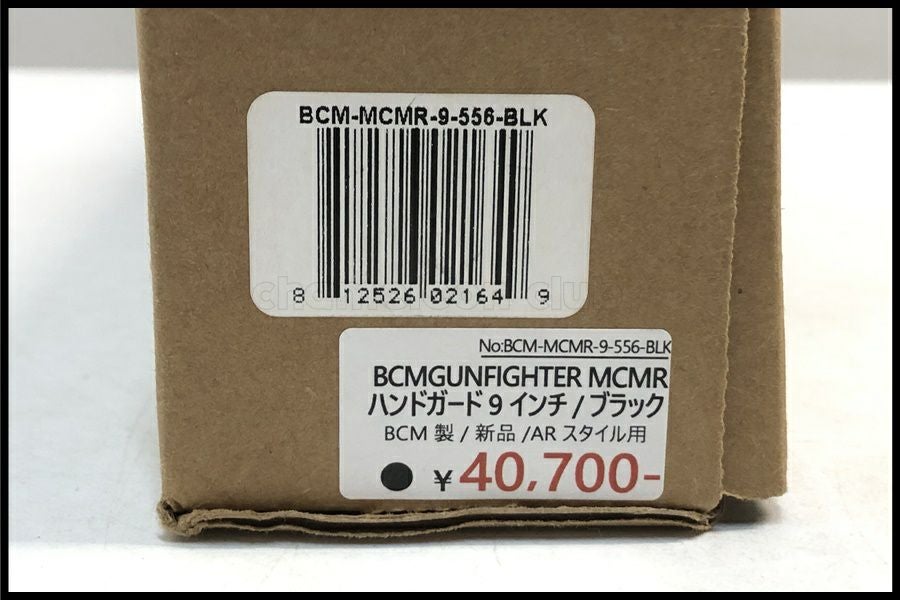 BCM-MCMR-9-556-BLK
8 12526 02164 9
chameleon club
No:BCM-MCMR-9-556-BLK
BCMGUNFIGHTER MCMR
ハンドガード 9 インチ / ブラック
BCM 製 / 新品 /AR スタイル用
¥ 40,700-